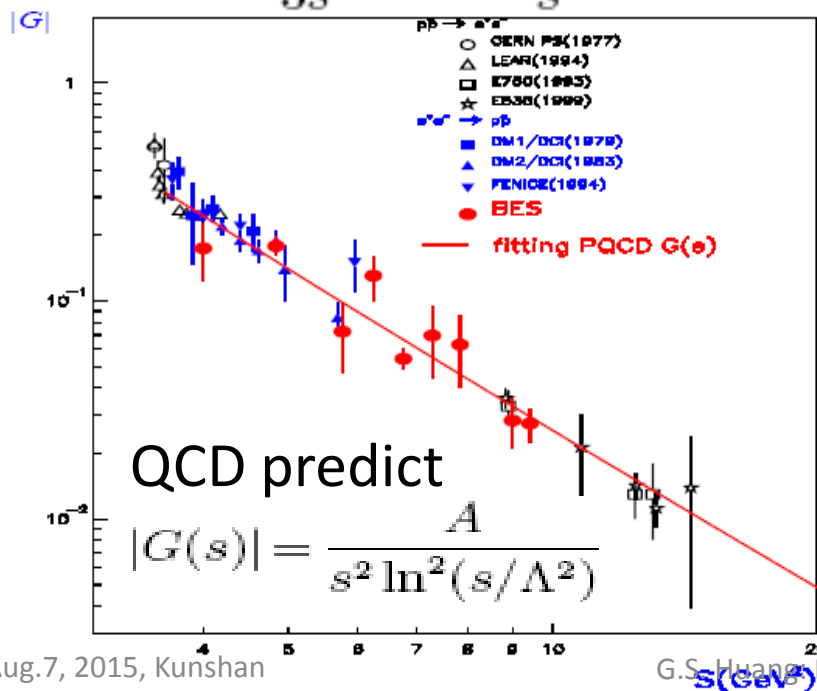 |G|
pp̄ → e⁺e⁻
CERN PS(1977)
LEAR(1994)
E760(1993)
E835(1999)
e⁺e⁻ → pp̄
DM1/DCI(1979)
DM2/DCI(1983)
FENICE(1994)
BES
fitting PQCD G(s)
1
10⁻¹
10⁻²
QCD predict
|G(s)| = A / s² ln²(s/Λ²)
4 5 6 7 8 9 10 2
S(GeV²)
Aug.7, 2015, Kunshan
G.S. Huang: